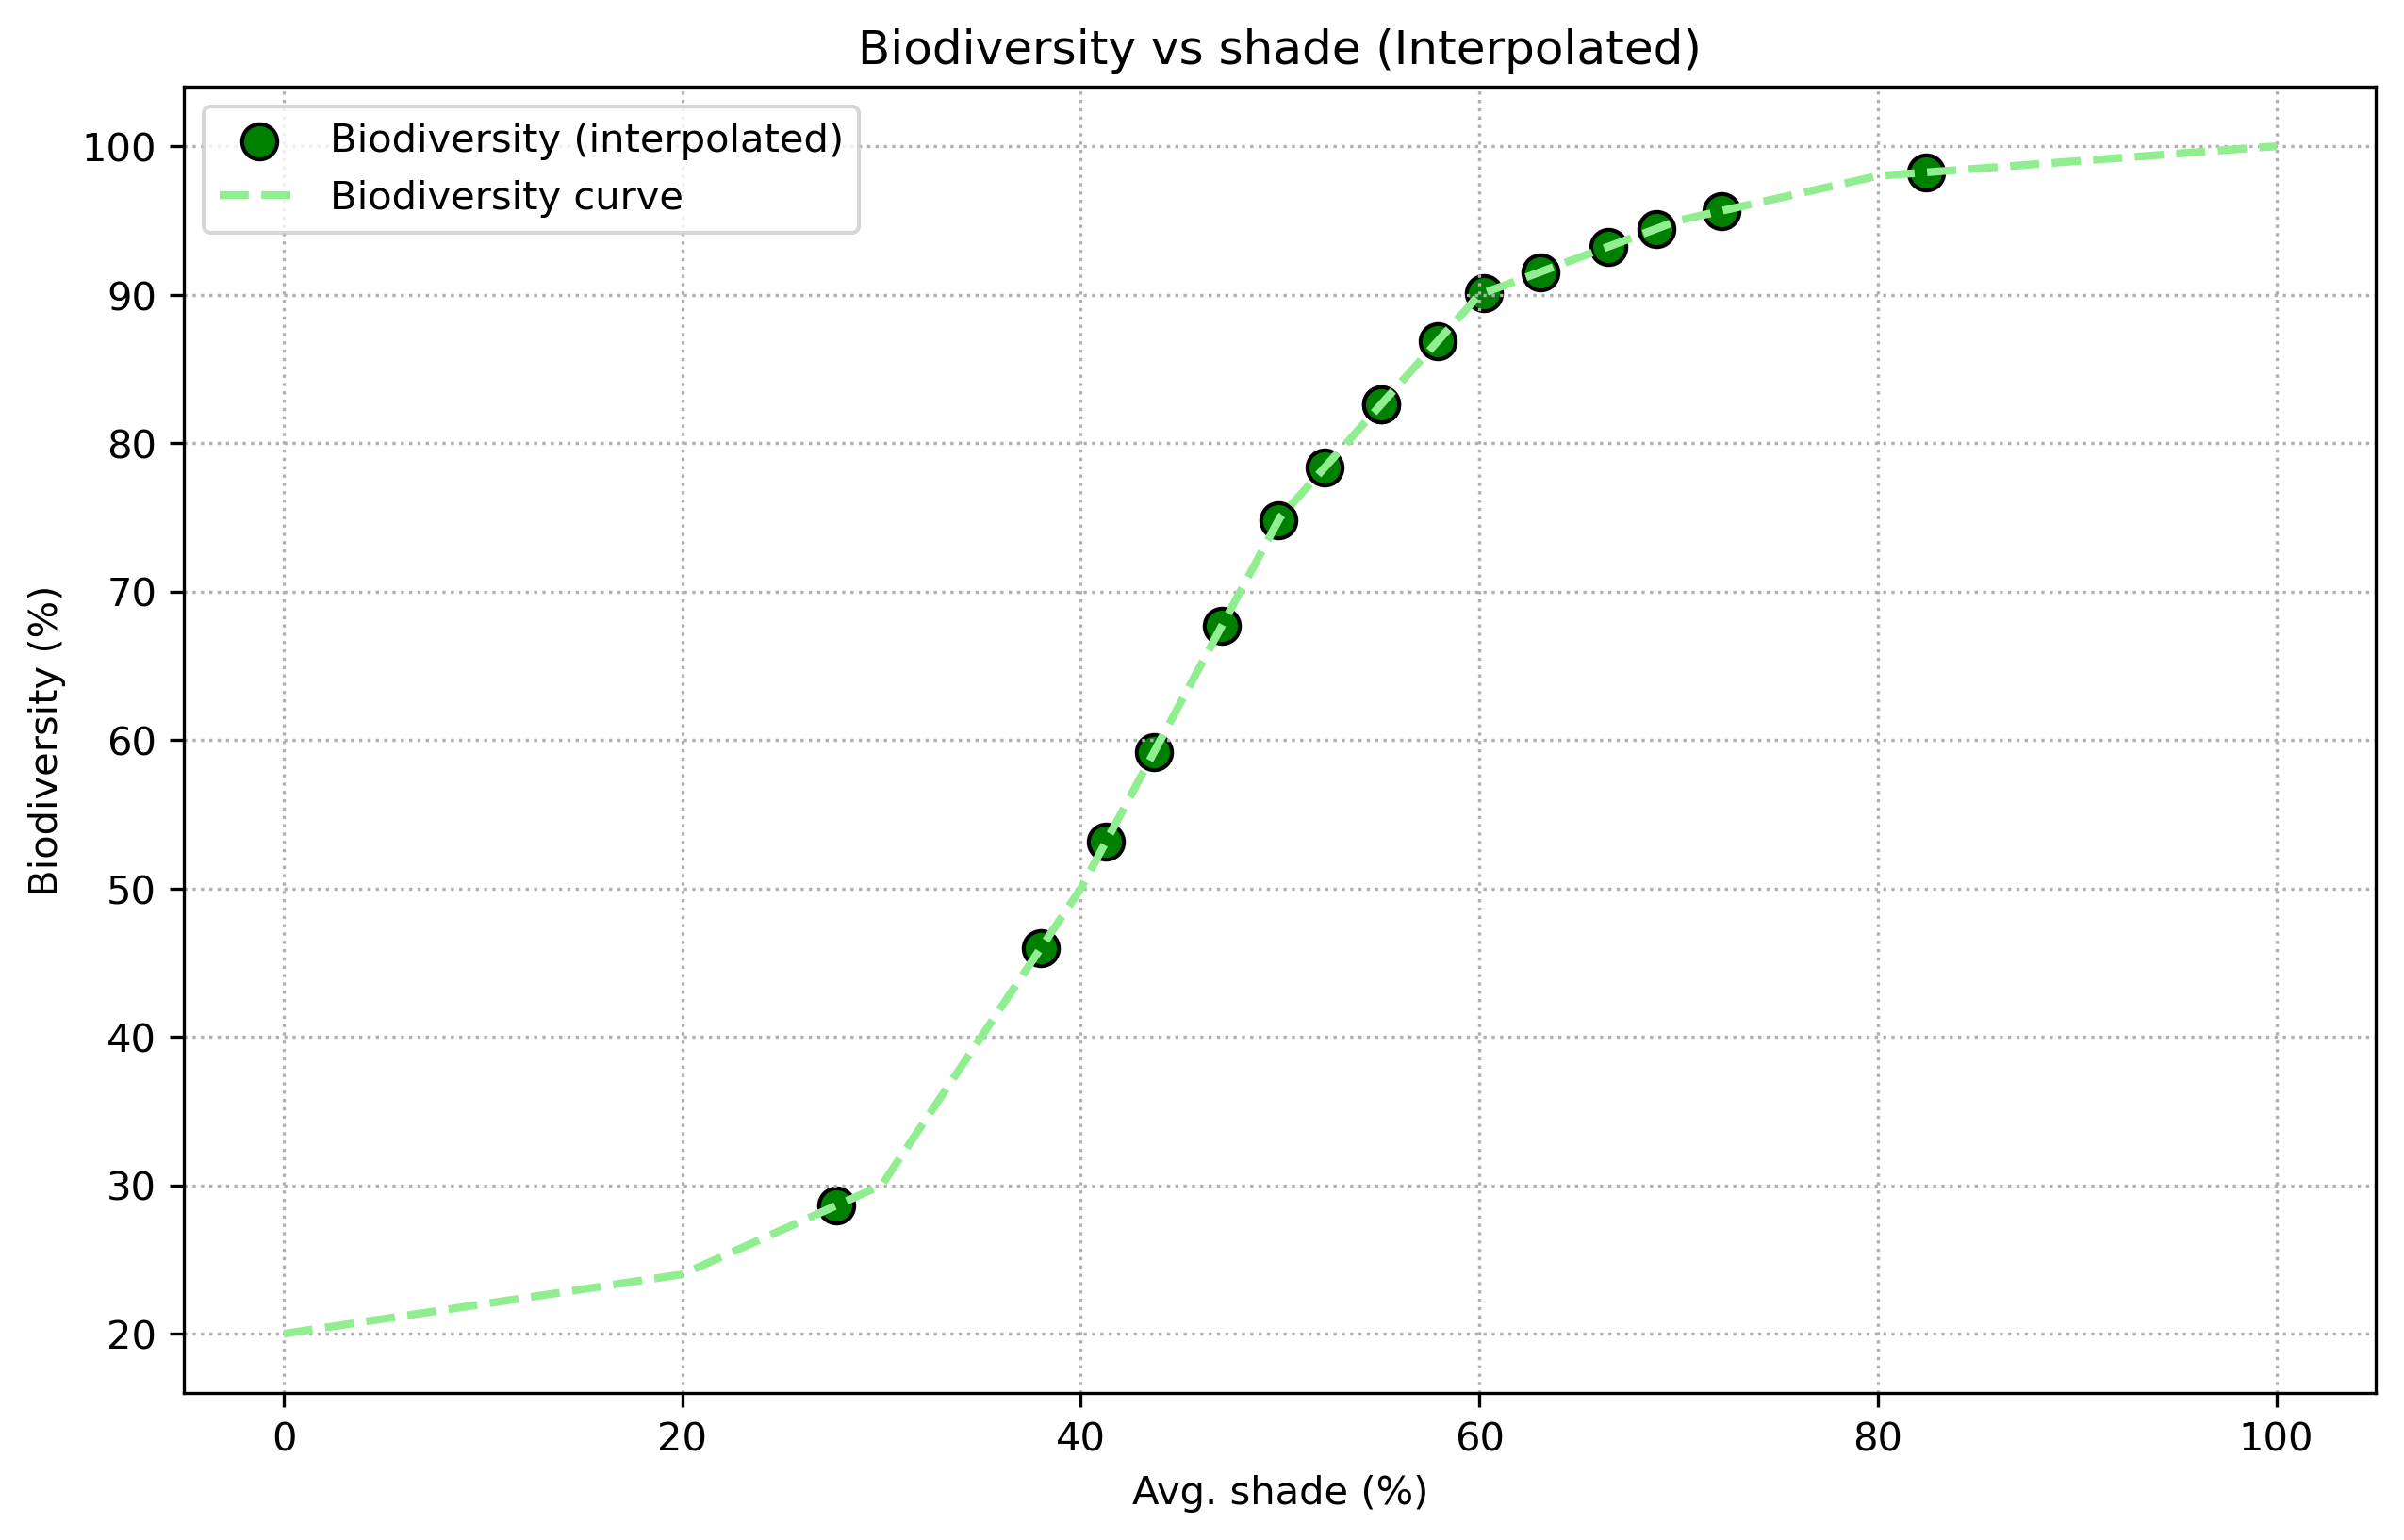 Biodiversity vs shade (Interpolated)
Biodiversity (interpolated)
Biodiversity curve
100
90
80
70
60
50
40
30
20
Biodiversity (%)
0 20 40 60 80 100
Avg. shade (%)